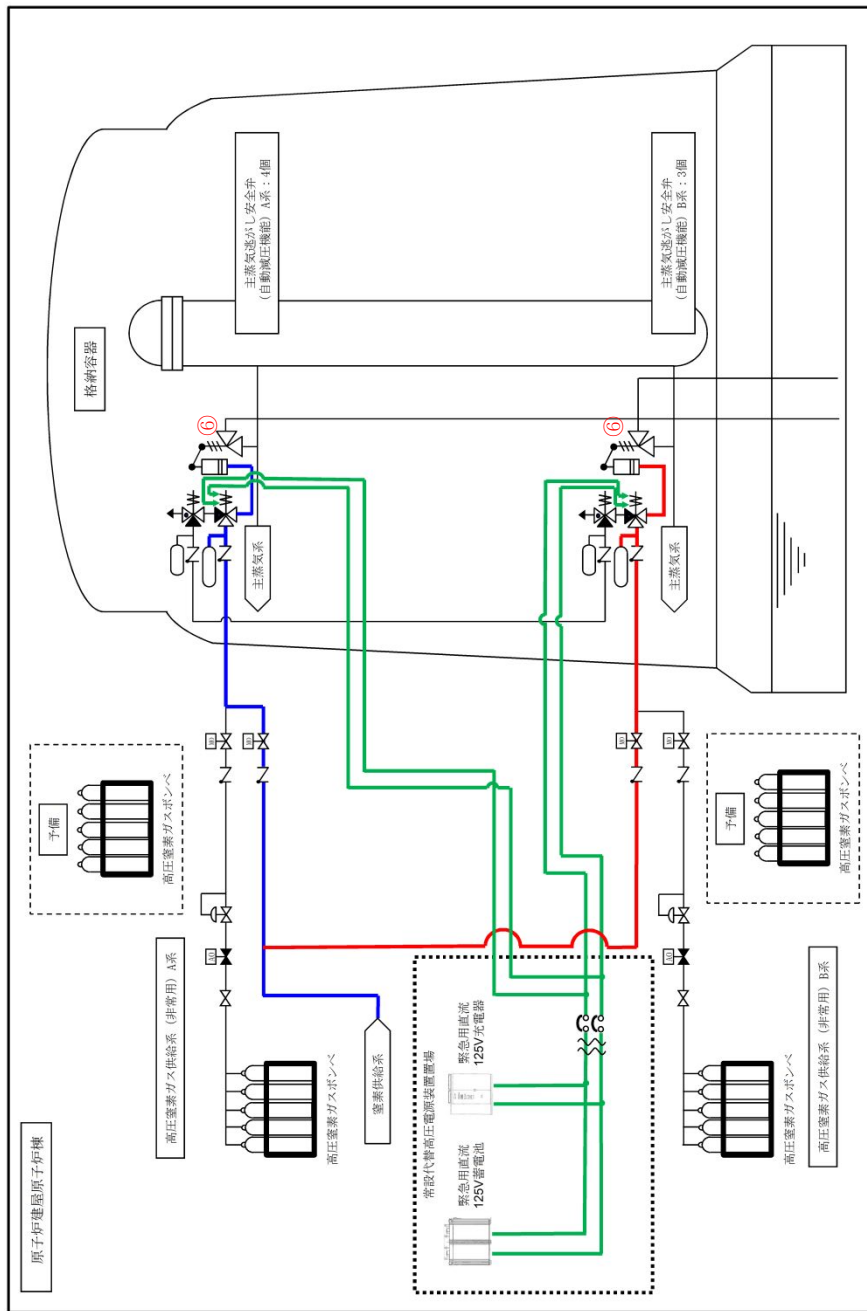 原子炉建屋原子炉棟
高圧窒素ガス供給系(非常用)A系
高圧窒素ガスボンベ
予備
高圧窒素ガスボンベ
AO
MO
MO
窒素供給系
格納容器
主蒸気逃がし安全弁
(自動減圧機能)A系:4個
⑥
主蒸気系
常設代替高圧電源装置置場
緊急用直流
125V蓄電池
緊急用直流
125V充電器
主蒸気逃がし安全弁
(自動減圧機能)B系:3個
⑥
主蒸気系
MO
MO
AO
高圧窒素ガスボンベ
高圧窒素ガス供給系(非常用)B系
予備
高圧窒素ガスボンベ